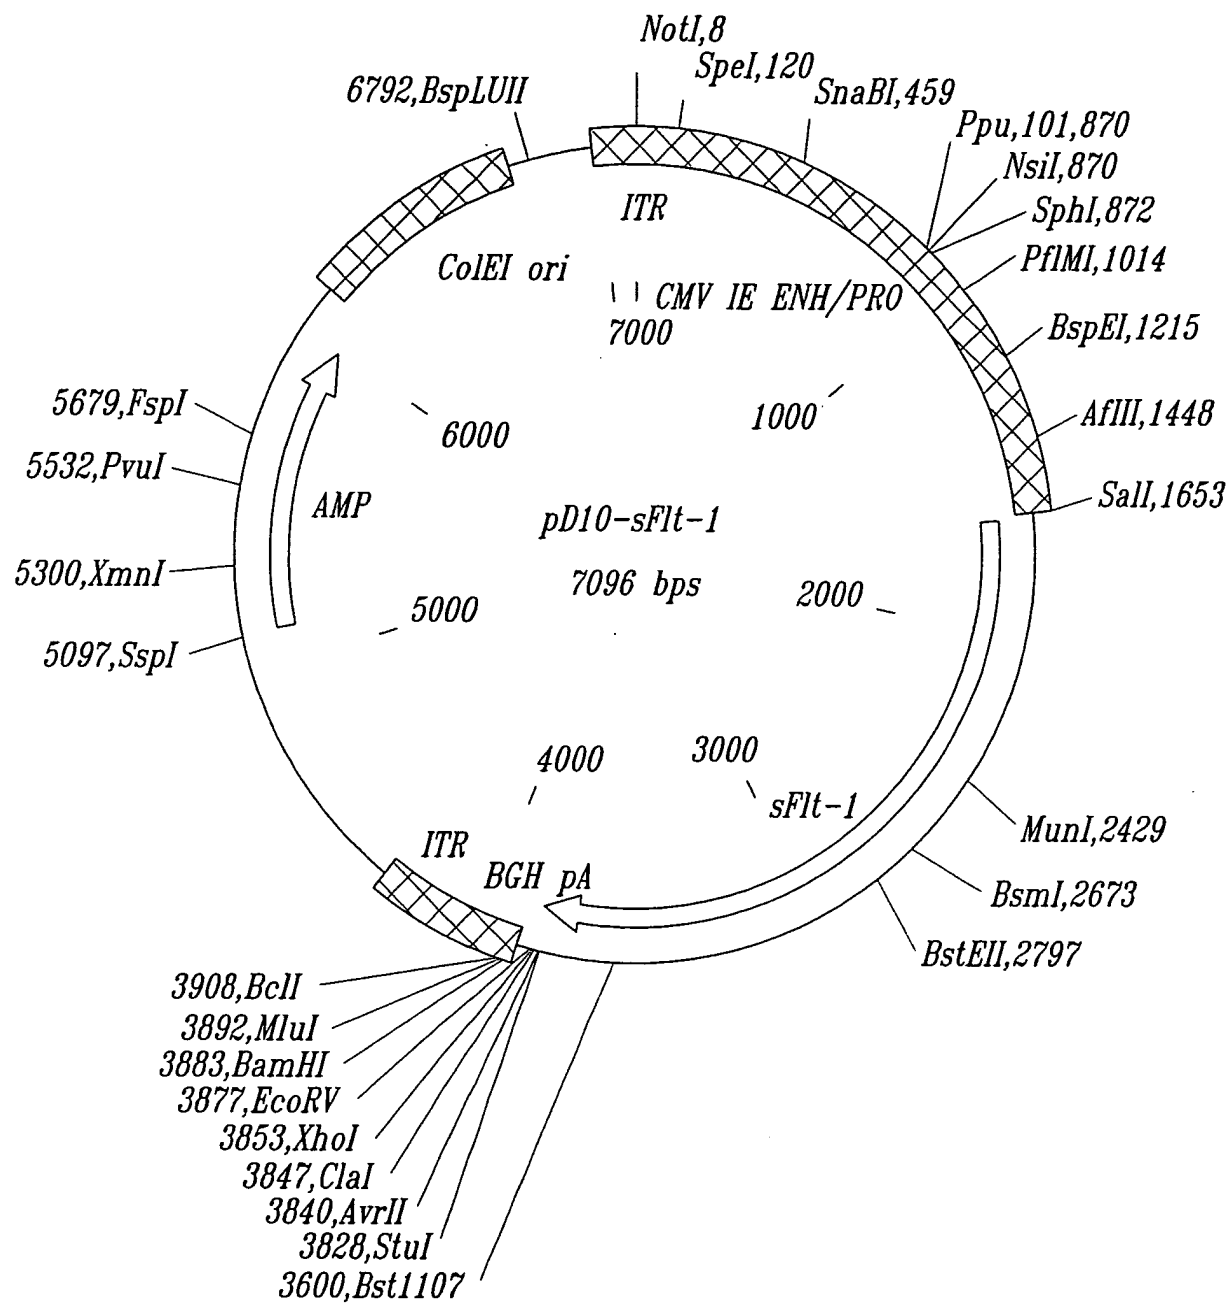 NotI,8
SpeI,120
SnaBI,459
Ppu,101,870
NsiI,870
SphI,872
PflMI,1014
BspEI,1215
AflII,1448
SalI,1653
6792,BspLUII
ITR
ColEI ori
CMV IE ENH/PRO
7000
1000
6000
5679,FspI
5532,PvuI
5300,XmnI
5097,SspI
AMP
pD10-sFlt-1
7096 bps
2000
5000
3000
4000
sFlt-1
ITR
BGH pA
MunI,2429
BsmI,2673
BstEII,2797
3908,BclI
3892,MluI
3883,BamHI
3877,EcoRV
3853,XhoI
3847,ClaI
3840,AvrII
3828,StuI
3600,Bst1107